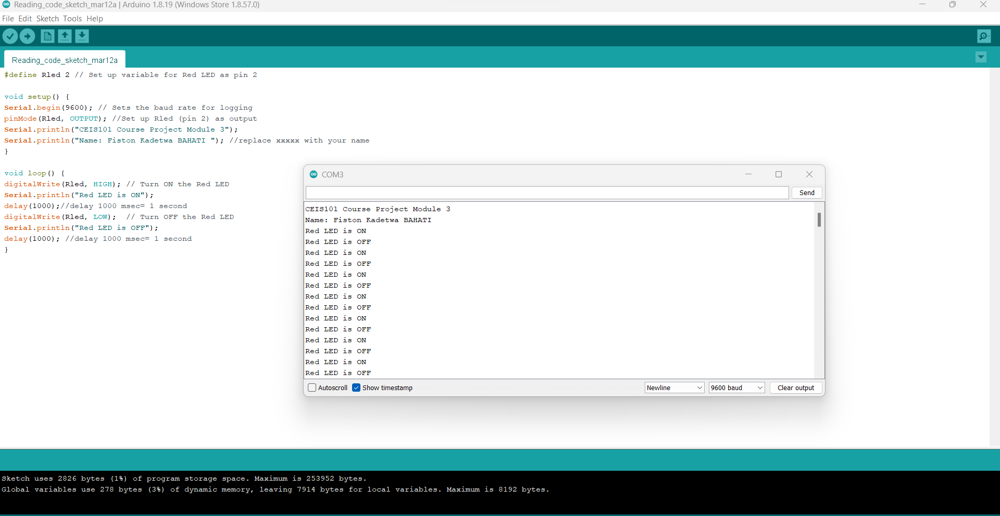 Reading_code_sketch_mar12a | Arduino 1.8.19 (Windows Store 1.8.57.0)
File Edit Sketch Tools Help
Reading_code_sketch_mar12a
#define Rled 2 // Set up variable for Red LED as pin 2
void setup() {
Serial.begin(9600); // Sets the baud rate for logging
pinMode(Rled, OUTPUT); //Set up Rled (pin 2) as output
Serial.println("CEIS101 Course Project Module 3");
Serial.println("Name: Fiston Kadetwa BAHATI "); //replace xxxxx with your name
}
void loop() {
digitalWrite(Rled, HIGH); // Turn ON the Red LED
Serial.println("Red LED is ON");
delay(1000);//delay 1000 msec= 1 second
digitalWrite(Rled, LOW);  // Turn OFF the Red LED
Serial.println("Red LED is OFF");
delay(1000); //delay 1000 msec= 1 second
}
COM3
Send
CEIS101 Course Project Module 3
Name: Fiston Kadetwa BAHATI
Red LED is ON
Red LED is OFF
Red LED is ON
Red LED is OFF
Red LED is ON
Red LED is OFF
Red LED is ON
Red LED is OFF
Red LED is ON
Red LED is OFF
Red LED is ON
Red LED is OFF
Red LED is ON
Red LED is OFF
Autoscroll Show timestamp Newline 9600 baud Clear output
Sketch uses 2826 bytes (1%) of program storage space. Maximum is 253952 bytes.
Global variables use 278 bytes (3%) of dynamic memory, leaving 7914 bytes for local variables. Maximum is 8192 bytes.